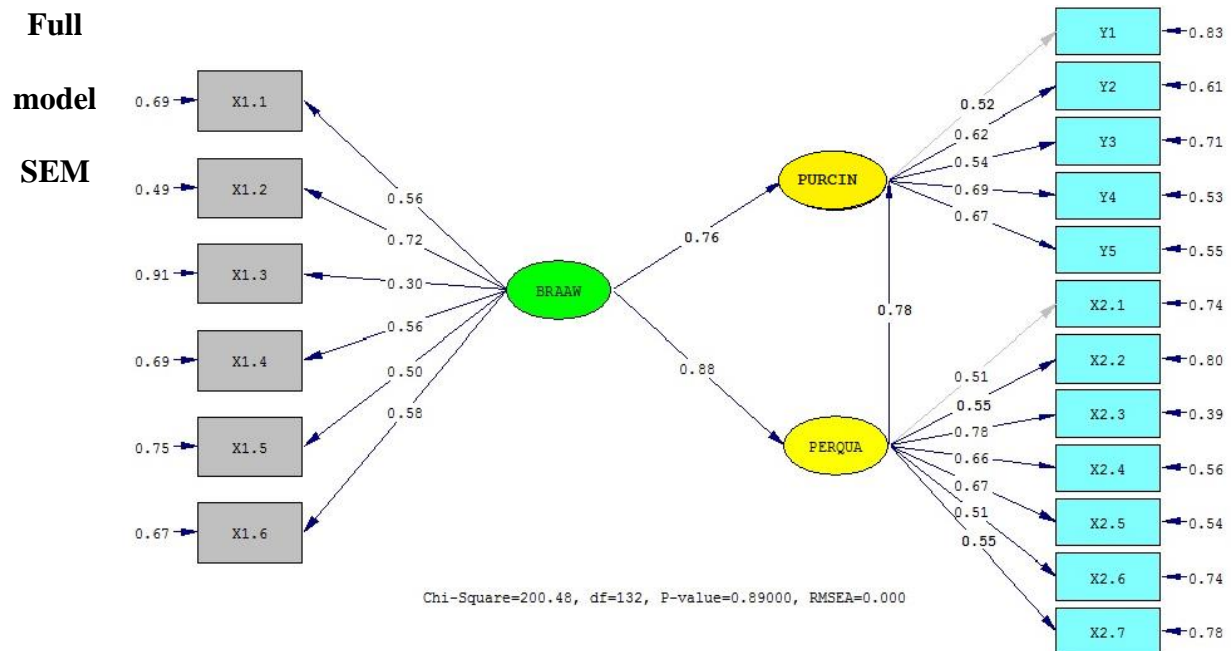 Full
model
SEM
0.69 X1.1
0.49 X1.2
0.91 X1.3
0.69 X1.4
0.75 X1.5
0.67 X1.6
0.56
0.72
0.30
0.56
0.50
0.58
BRAAW
0.76
0.88
PURCIN
0.78
PERQUA
0.52
0.62
0.54
0.69
0.67
0.51
0.55
0.78
0.66
0.67
0.51
0.55
Y1 0.83
Y2 0.61
Y3 0.71
Y4 0.53
Y5 0.55
X2.1 0.74
X2.2 0.80
X2.3 0.39
X2.4 0.56
X2.5 0.54
X2.6 0.74
X2.7 0.78
Chi-Square=200.48, df=132, P-value=0.89000, RMSEA=0.000